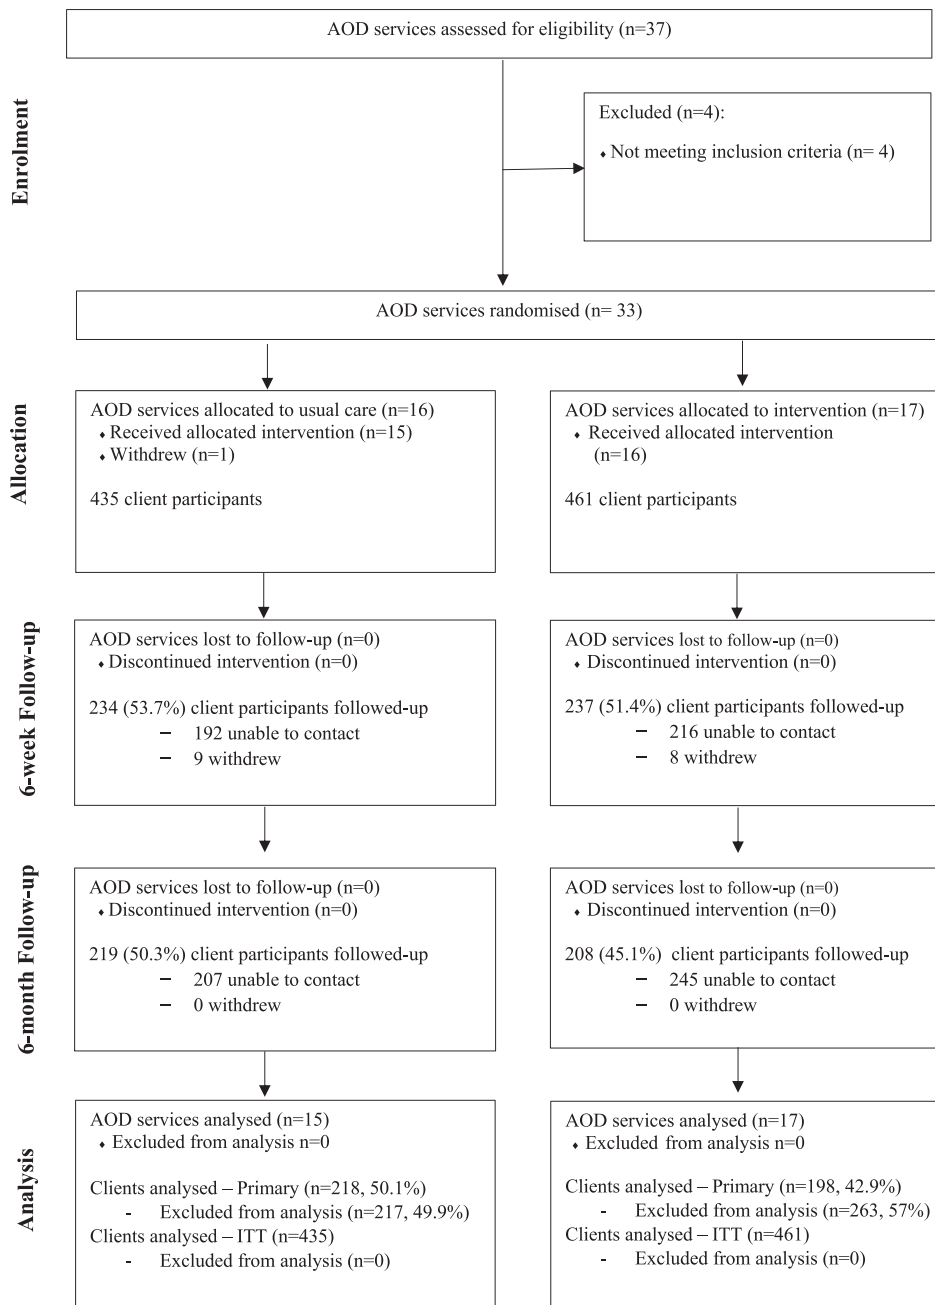 AOD services assessed for eligibility (n=37)
Enrolment
Excluded (n=4):
⬧ Not meeting inclusion criteria (n= 4)
AOD services randomised (n= 33)
Allocation
AOD services allocated to usual care (n=16)
⬧ Received allocated intervention (n=15)
⬧ Withdrew (n=1)
435 client participants
AOD services allocated to intervention (n=17)
⬧ Received allocated intervention
(n=16)
461 client participants
6-week Follow-up
AOD services lost to follow-up (n=0)
⬧ Discontinued intervention (n=0)
234 (53.7%) client participants followed-up
– 192 unable to contact
– 9 withdrew
AOD services lost to follow-up (n=0)
⬧ Discontinued intervention (n=0)
237 (51.4%) client participants followed-up
– 216 unable to contact
– 8 withdrew
6-month Follow-up
AOD services lost to follow-up (n=0)
⬧ Discontinued intervention (n=0)
219 (50.3%) client participants followed-up
– 207 unable to contact
– 0 withdrew
AOD services lost to follow-up (n=0)
⬧ Discontinued intervention (n=0)
208 (45.1%) client participants followed-up
– 245 unable to contact
– 0 withdrew
Analysis
AOD services analysed (n=15)
⬧ Excluded from analysis n=0
Clients analysed – Primary (n=218, 50.1%)
- Excluded from analysis (n=217, 49.9%)
Clients analysed – ITT (n=435)
- Excluded from analysis (n=0)
AOD services analysed (n=17)
⬧ Excluded from analysis n=0
Clients analysed – Primary (n=198, 42.9%)
- Excluded from analysis (n=263, 57%)
Clients analysed – ITT (n=461)
- Excluded from analysis (n=0)